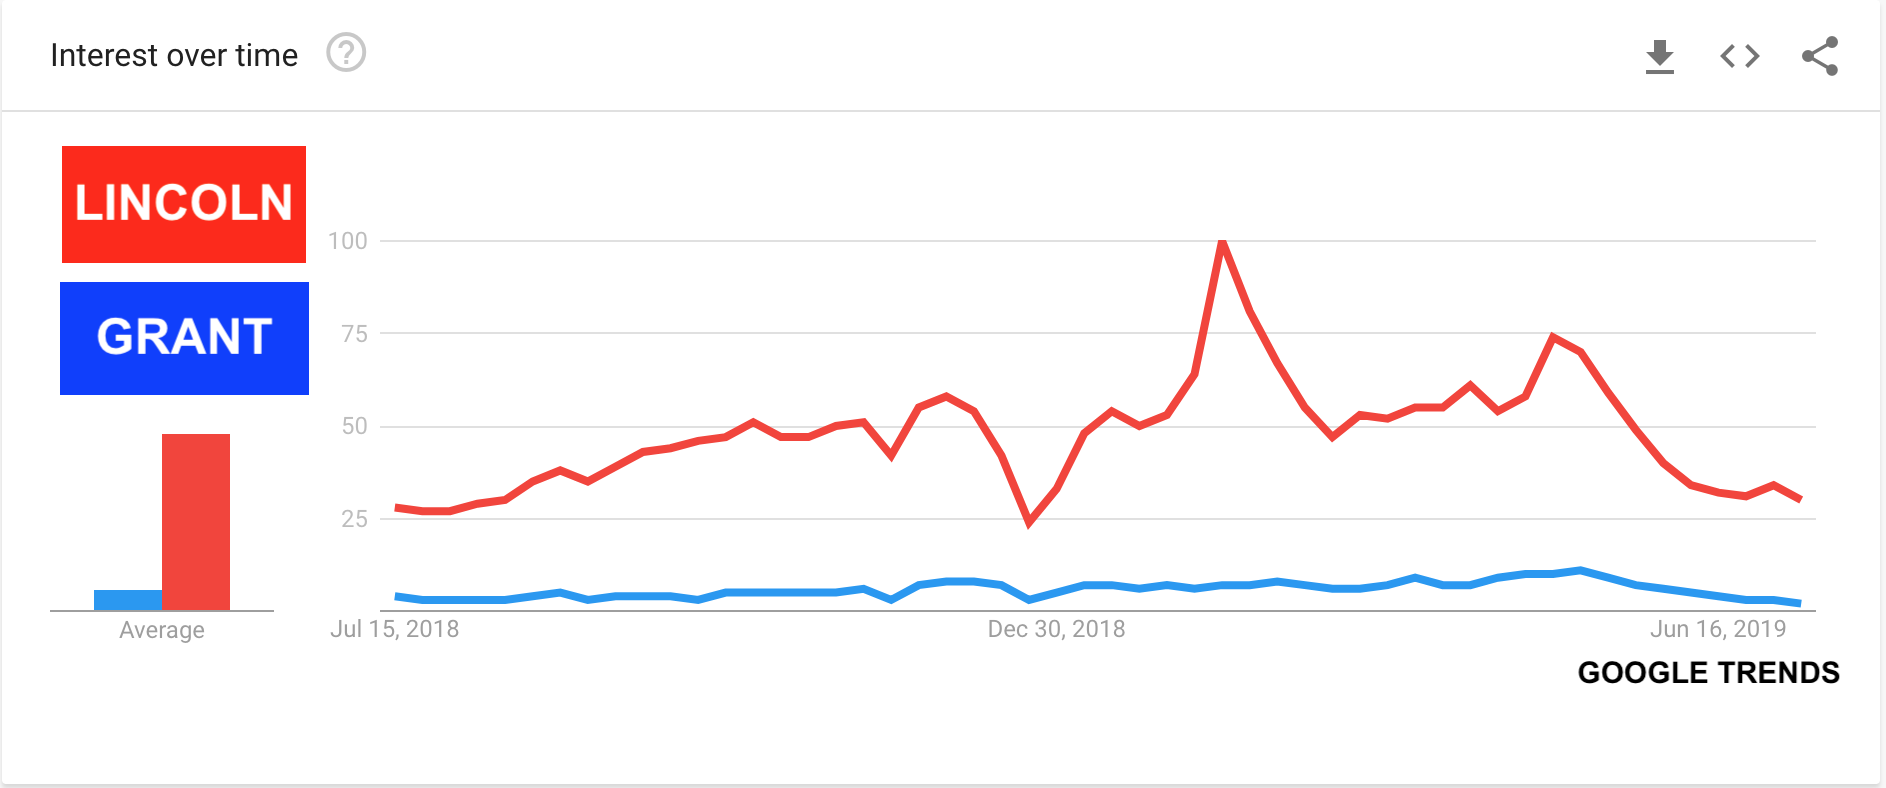 Interest over time ?
LINCOLN
GRANT
100
75
50
25
Average
Jul 15, 2018 Dec 30, 2018 Jun 16, 2019
GOOGLE TRENDS